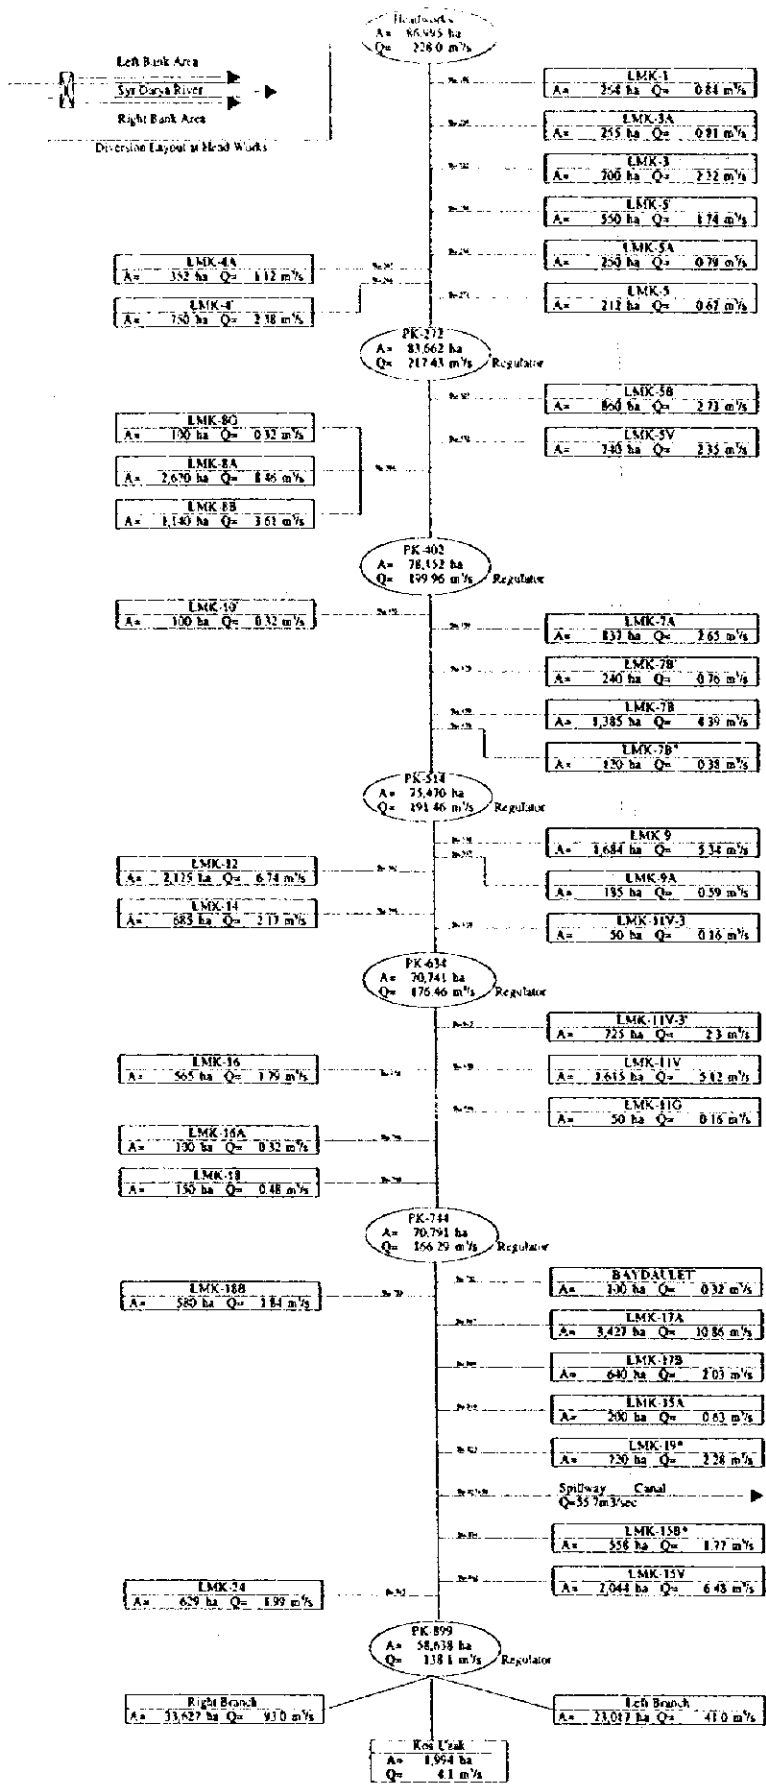 Headworks
A= 86,995 ha
Q= 228.0 m³/s
Left Bank Area
Syr Darya River
Right Bank Area
Diversion Layout at Head Works
LMK-1
A= 264 ha Q= 0.84 m³/s
LMK-3A
A= 255 ha Q= 0.81 m³/s
LMK-3
A= 700 ha Q= 2.22 m³/s
LMK-5'
A= 550 ha Q= 1.74 m³/s
LMK-4A
A= 352 ha Q= 1.12 m³/s
LMK-5A
A= 250 ha Q= 0.79 m³/s
LMK-4'
A= 750 ha Q= 2.38 m³/s
LMK-5
A= 212 ha Q= 0.67 m³/s
PK-272
A= 83,662 ha
Q= 217.43 m³/s Regulator
LMK-5B
A= 860 ha Q= 2.73 m³/s
LMK-8G
A= 100 ha Q= 0.32 m³/s
LMK-5V
A= 740 ha Q= 2.35 m³/s
LMK-8A
A= 2,670 ha Q= 8.46 m³/s
LMK-8B
A= 1,140 ha Q= 3.61 m³/s
PK-402
A= 78,152 ha
Q= 199.96 m³/s Regulator
LMK-10'
A= 100 ha Q= 0.32 m³/s
LMK-7A
A= 837 ha Q= 2.65 m³/s
LMK-7B'
A= 240 ha Q= 0.76 m³/s
LMK-7B
A= 1,385 ha Q= 4.39 m³/s
LMK-7B"
A= 120 ha Q= 0.38 m³/s
PK-514
A= 75,470 ha
Q= 191.46 m³/s Regulator
LMK-9
A= 1,684 ha Q= 5.34 m³/s
LMK-12
A= 2,125 ha Q= 6.74 m³/s
LMK-9A
A= 185 ha Q= 0.59 m³/s
LMK-14
A= 685 ha Q= 2.17 m³/s
LMK-11V-3
A= 50 ha Q= 0.16 m³/s
PK-634
A= 70,741 ha
Q= 176.46 m³/s Regulator
LMK-11V-3'
A= 725 ha Q= 2.3 m³/s
LMK-16
A= 565 ha Q= 1.79 m³/s
LMK-11V
A= 1,615 ha Q= 5.12 m³/s
LMK-11G
A= 50 ha Q= 0.16 m³/s
LMK-16A
A= 100 ha Q= 0.32 m³/s
LMK-18
A= 150 ha Q= 0.48 m³/s
PK-744
A= 70,791 ha
Q= 166.29 m³/s Regulator
BAYDAULET
A= 100 ha Q= 0.32 m³/s
LMK-18B
A= 580 ha Q= 1.84 m³/s
LMK-17A
A= 3,427 ha Q= 10.86 m³/s
LMK-17B
A= 640 ha Q= 2.03 m³/s
LMK-15A
A= 200 ha Q= 0.63 m³/s
LMK-19"
A= 720 ha Q= 2.28 m³/s
Spillway Canal
Q=35.7m3/sec
LMK-15B"
A= 558 ha Q= 1.77 m³/s
LMK-15V
A= 2,044 ha Q= 6.48 m³/s
LMK-24
A= 629 ha Q= 1.99 m³/s
PK-899
A= 58,638 ha
Q= 138.1 m³/s Regulator
Right Branch
A= 33,627 ha Q= 93.0 m³/s
Left Branch
A= 23,017 ha Q= 41.0 m³/s
Kos Uzak
A= 1,994 ha
Q= 4.1 m³/s